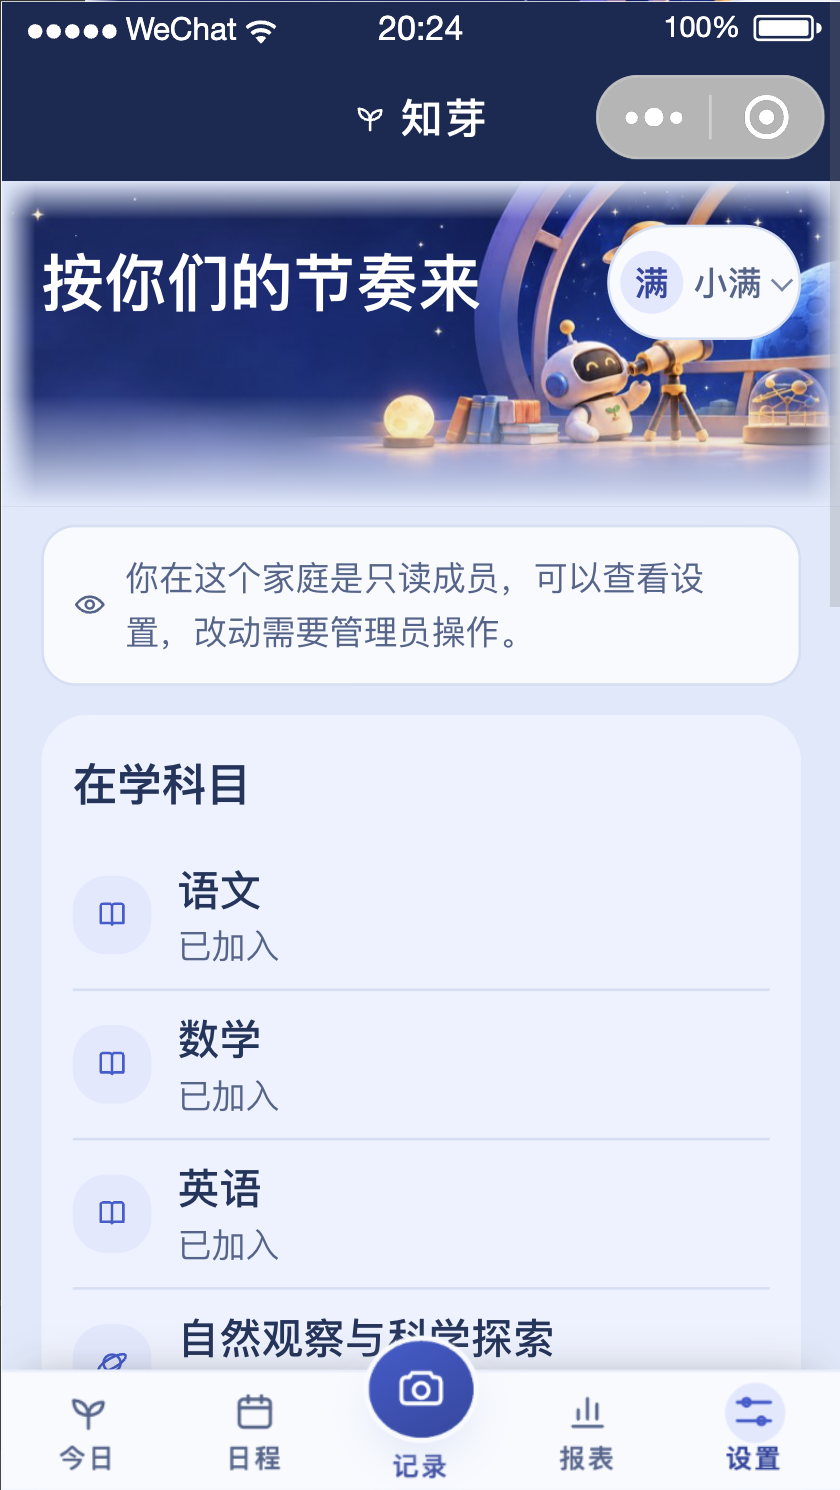 WeChat 20:24 100%
知芽
按你们的节奏来
满 小满
你在这个家庭是只读成员，可以查看设
置，改动需要管理员操作。
在学科目
语文
已加入
数学
已加入
英语
已加入
自然观察与科学探索
今日 日程 记录 报表 设置